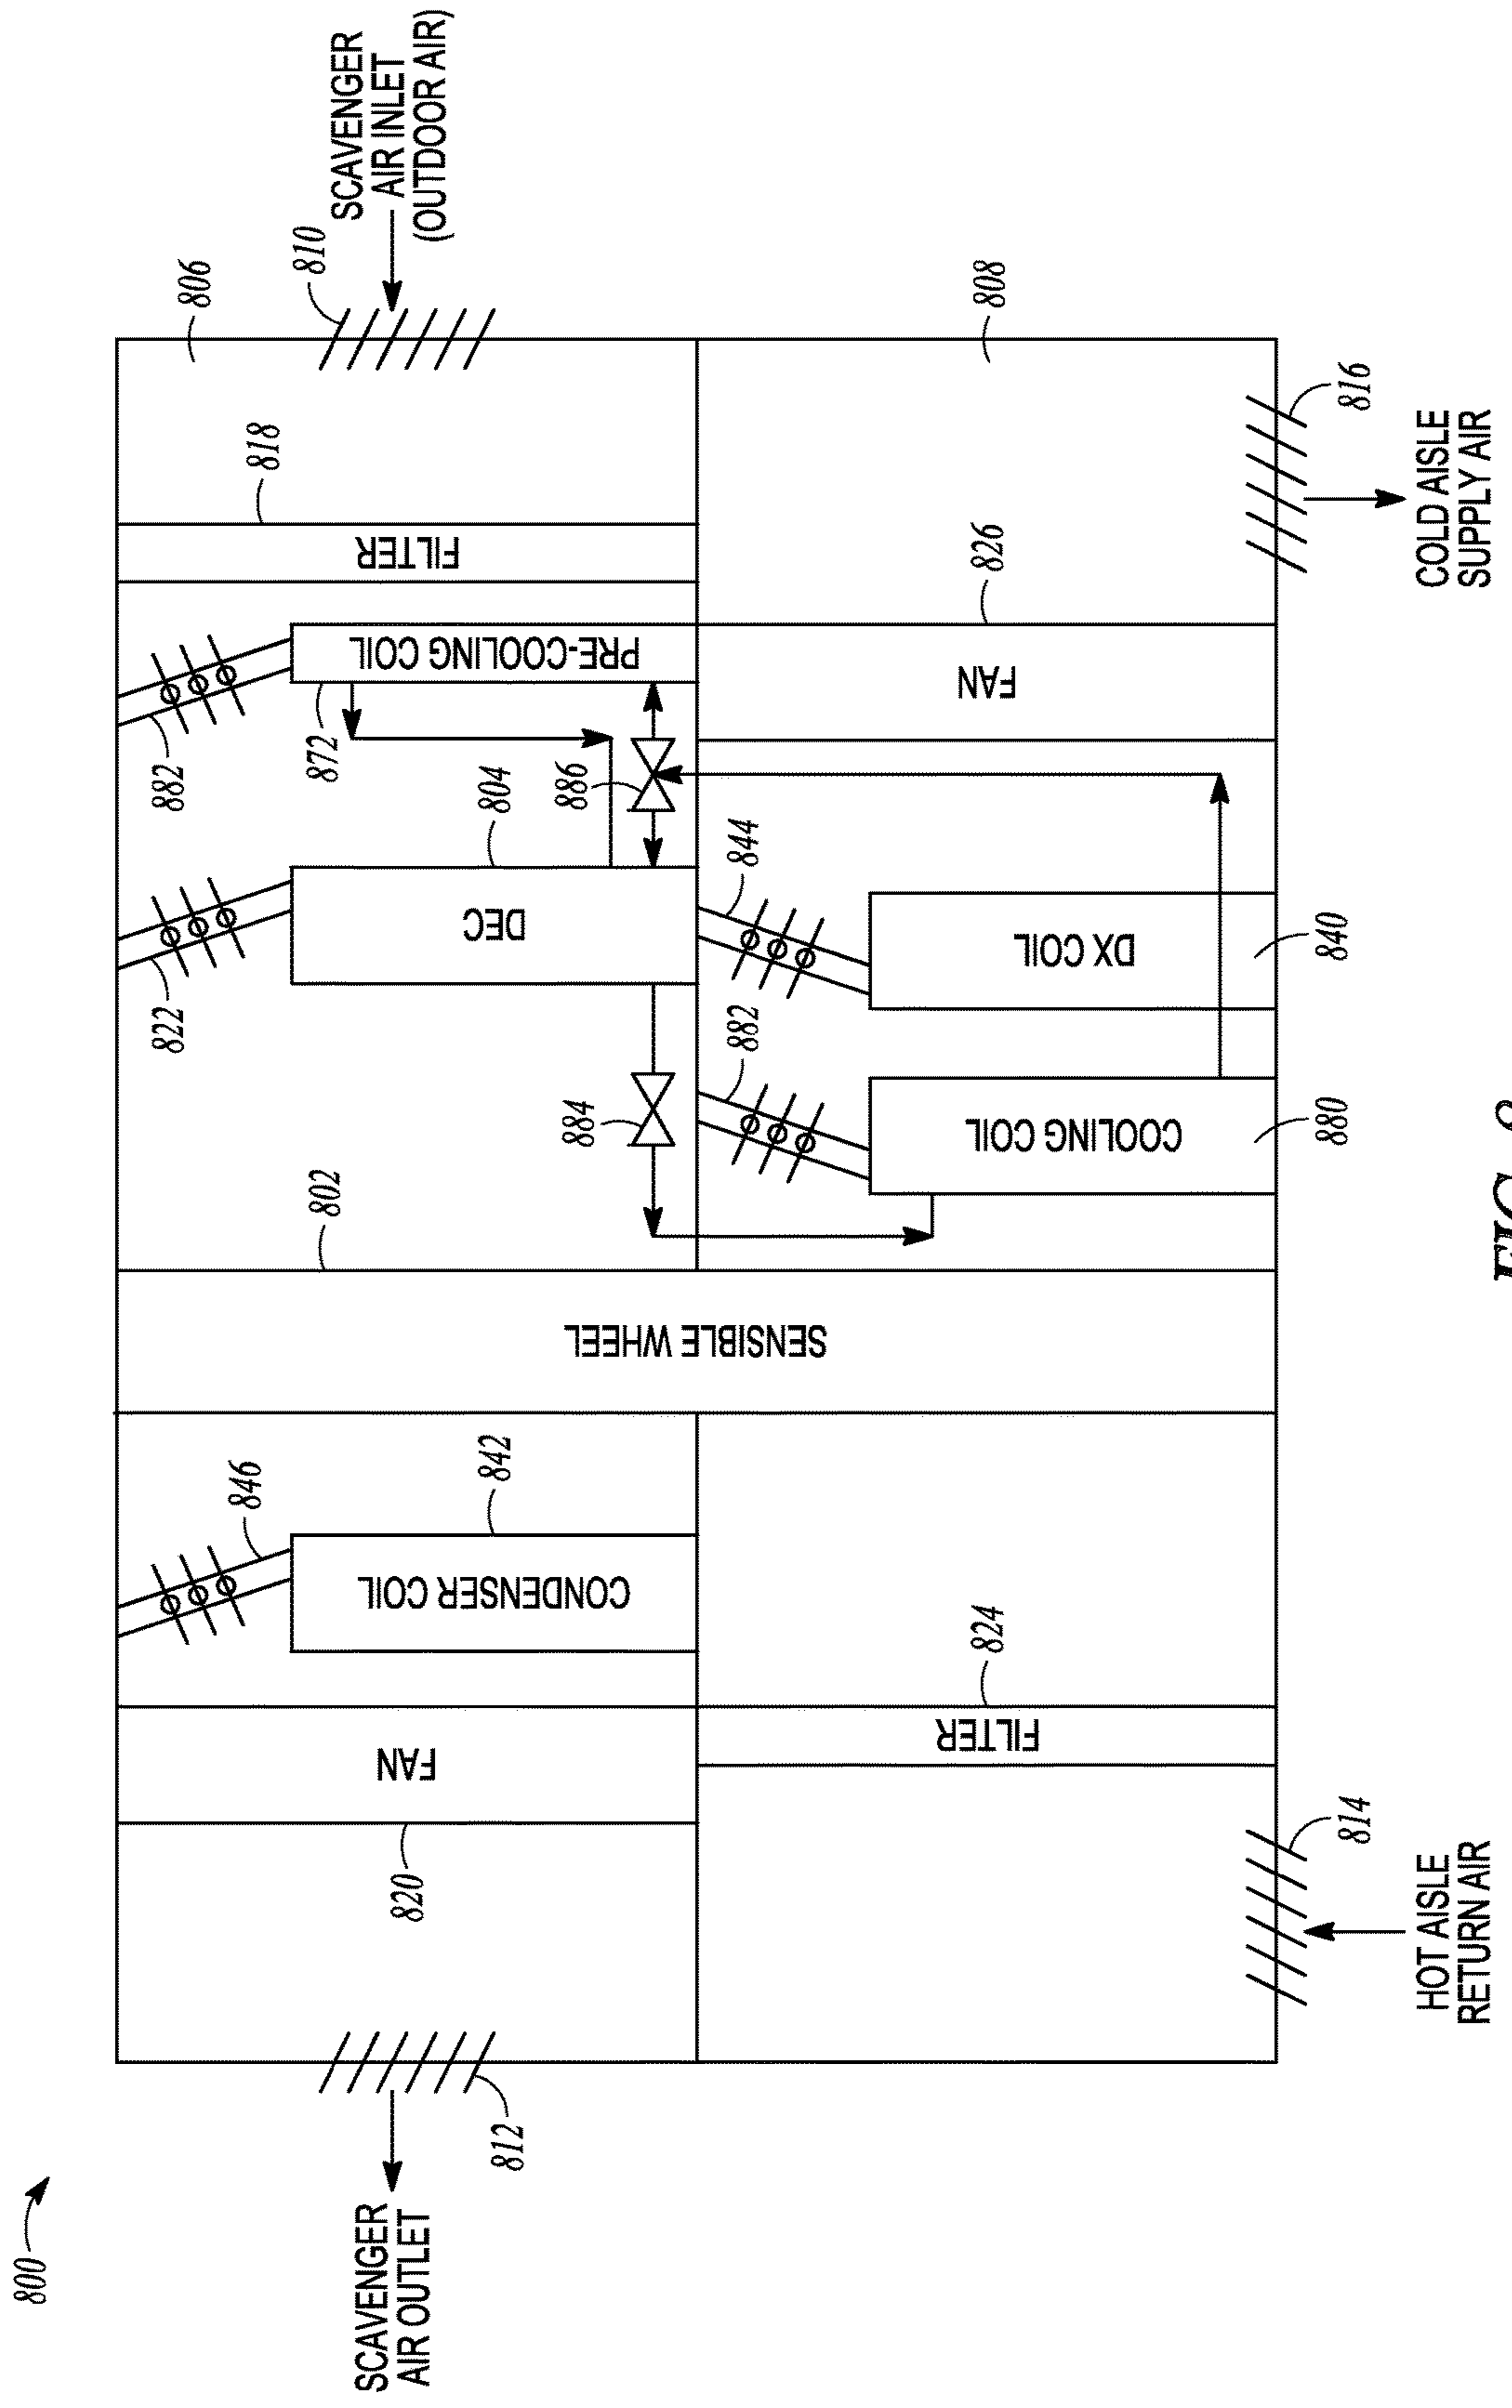 800
822
882
806
846
818
810
802
872
SCAVENGER
AIR OUTLET
SCAVENGER
AIR INLET
(OUTDOOR AIR)
820
FAN
CONDENSER COIL
DEC
PRE-COOLING COIL
FILTER
812
842
804
884
886
SENSIBLE WHEEL
882
844
824
826
808
FILTER
COOLING COIL
DX COIL
FAN
814
880
840
816
HOT AISLE
RETURN AIR
COLD AISLE
SUPPLY AIR
FIG.